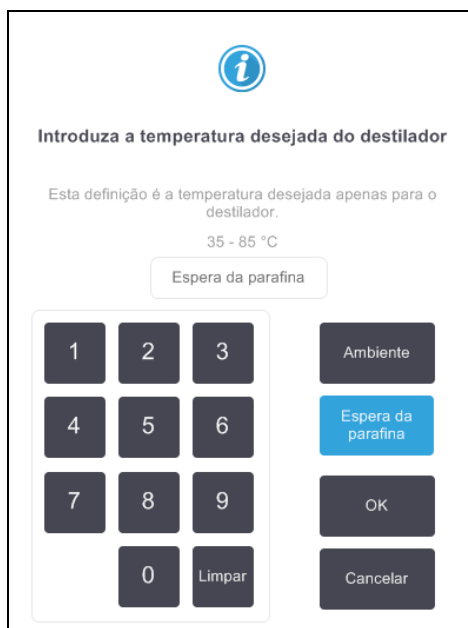 i
Introduza a temperatura desejada do destilador
Esta definição é a temperatura desejada apenas para o
destilador.
35 - 85 °C
Espera da parafina
1 2 3 Ambiente
4 5 6 Espera da
parafina
7 8 9 OK
0 Limpar Cancelar